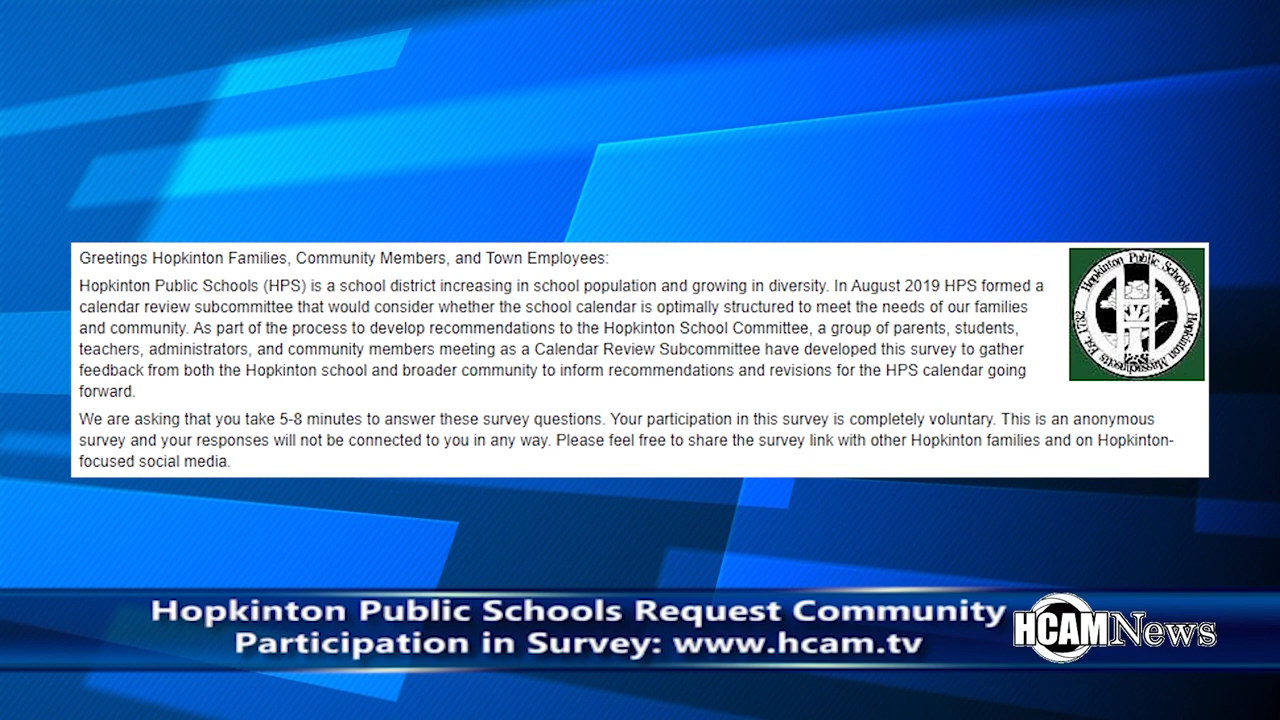 Greetings Hopkinton Families, Community Members, and Town Employees:
Hopkinton Public Schools (HPS) is a school district increasing in school population and growing in diversity. In August 2019 HPS formed a
calendar review subcommittee that would consider whether the school calendar is optimally structured to meet the needs of our families
and community. As part of the process to develop recommendations to the Hopkinton School Committee, a group of parents, students,
teachers, administrators, and community members meeting as a Calendar Review Subcommittee have developed this survey to gather
feedback from both the Hopkinton school and broader community to inform recommendations and revisions for the HPS calendar going
forward.
We are asking that you take 5-8 minutes to answer these survey questions. Your participation in this survey is completely voluntary. This is an anonymous
survey and your responses will not be connected to you in any way. Please feel free to share the survey link with other Hopkinton families and on Hopkinton-
focused social media.
Hopkinton Public Schools
Hopkinton Massachusetts
Est. 1732
H
Hopkinton Public Schools Request Community
Participation in Survey: www.hcam.tv
HCAM News